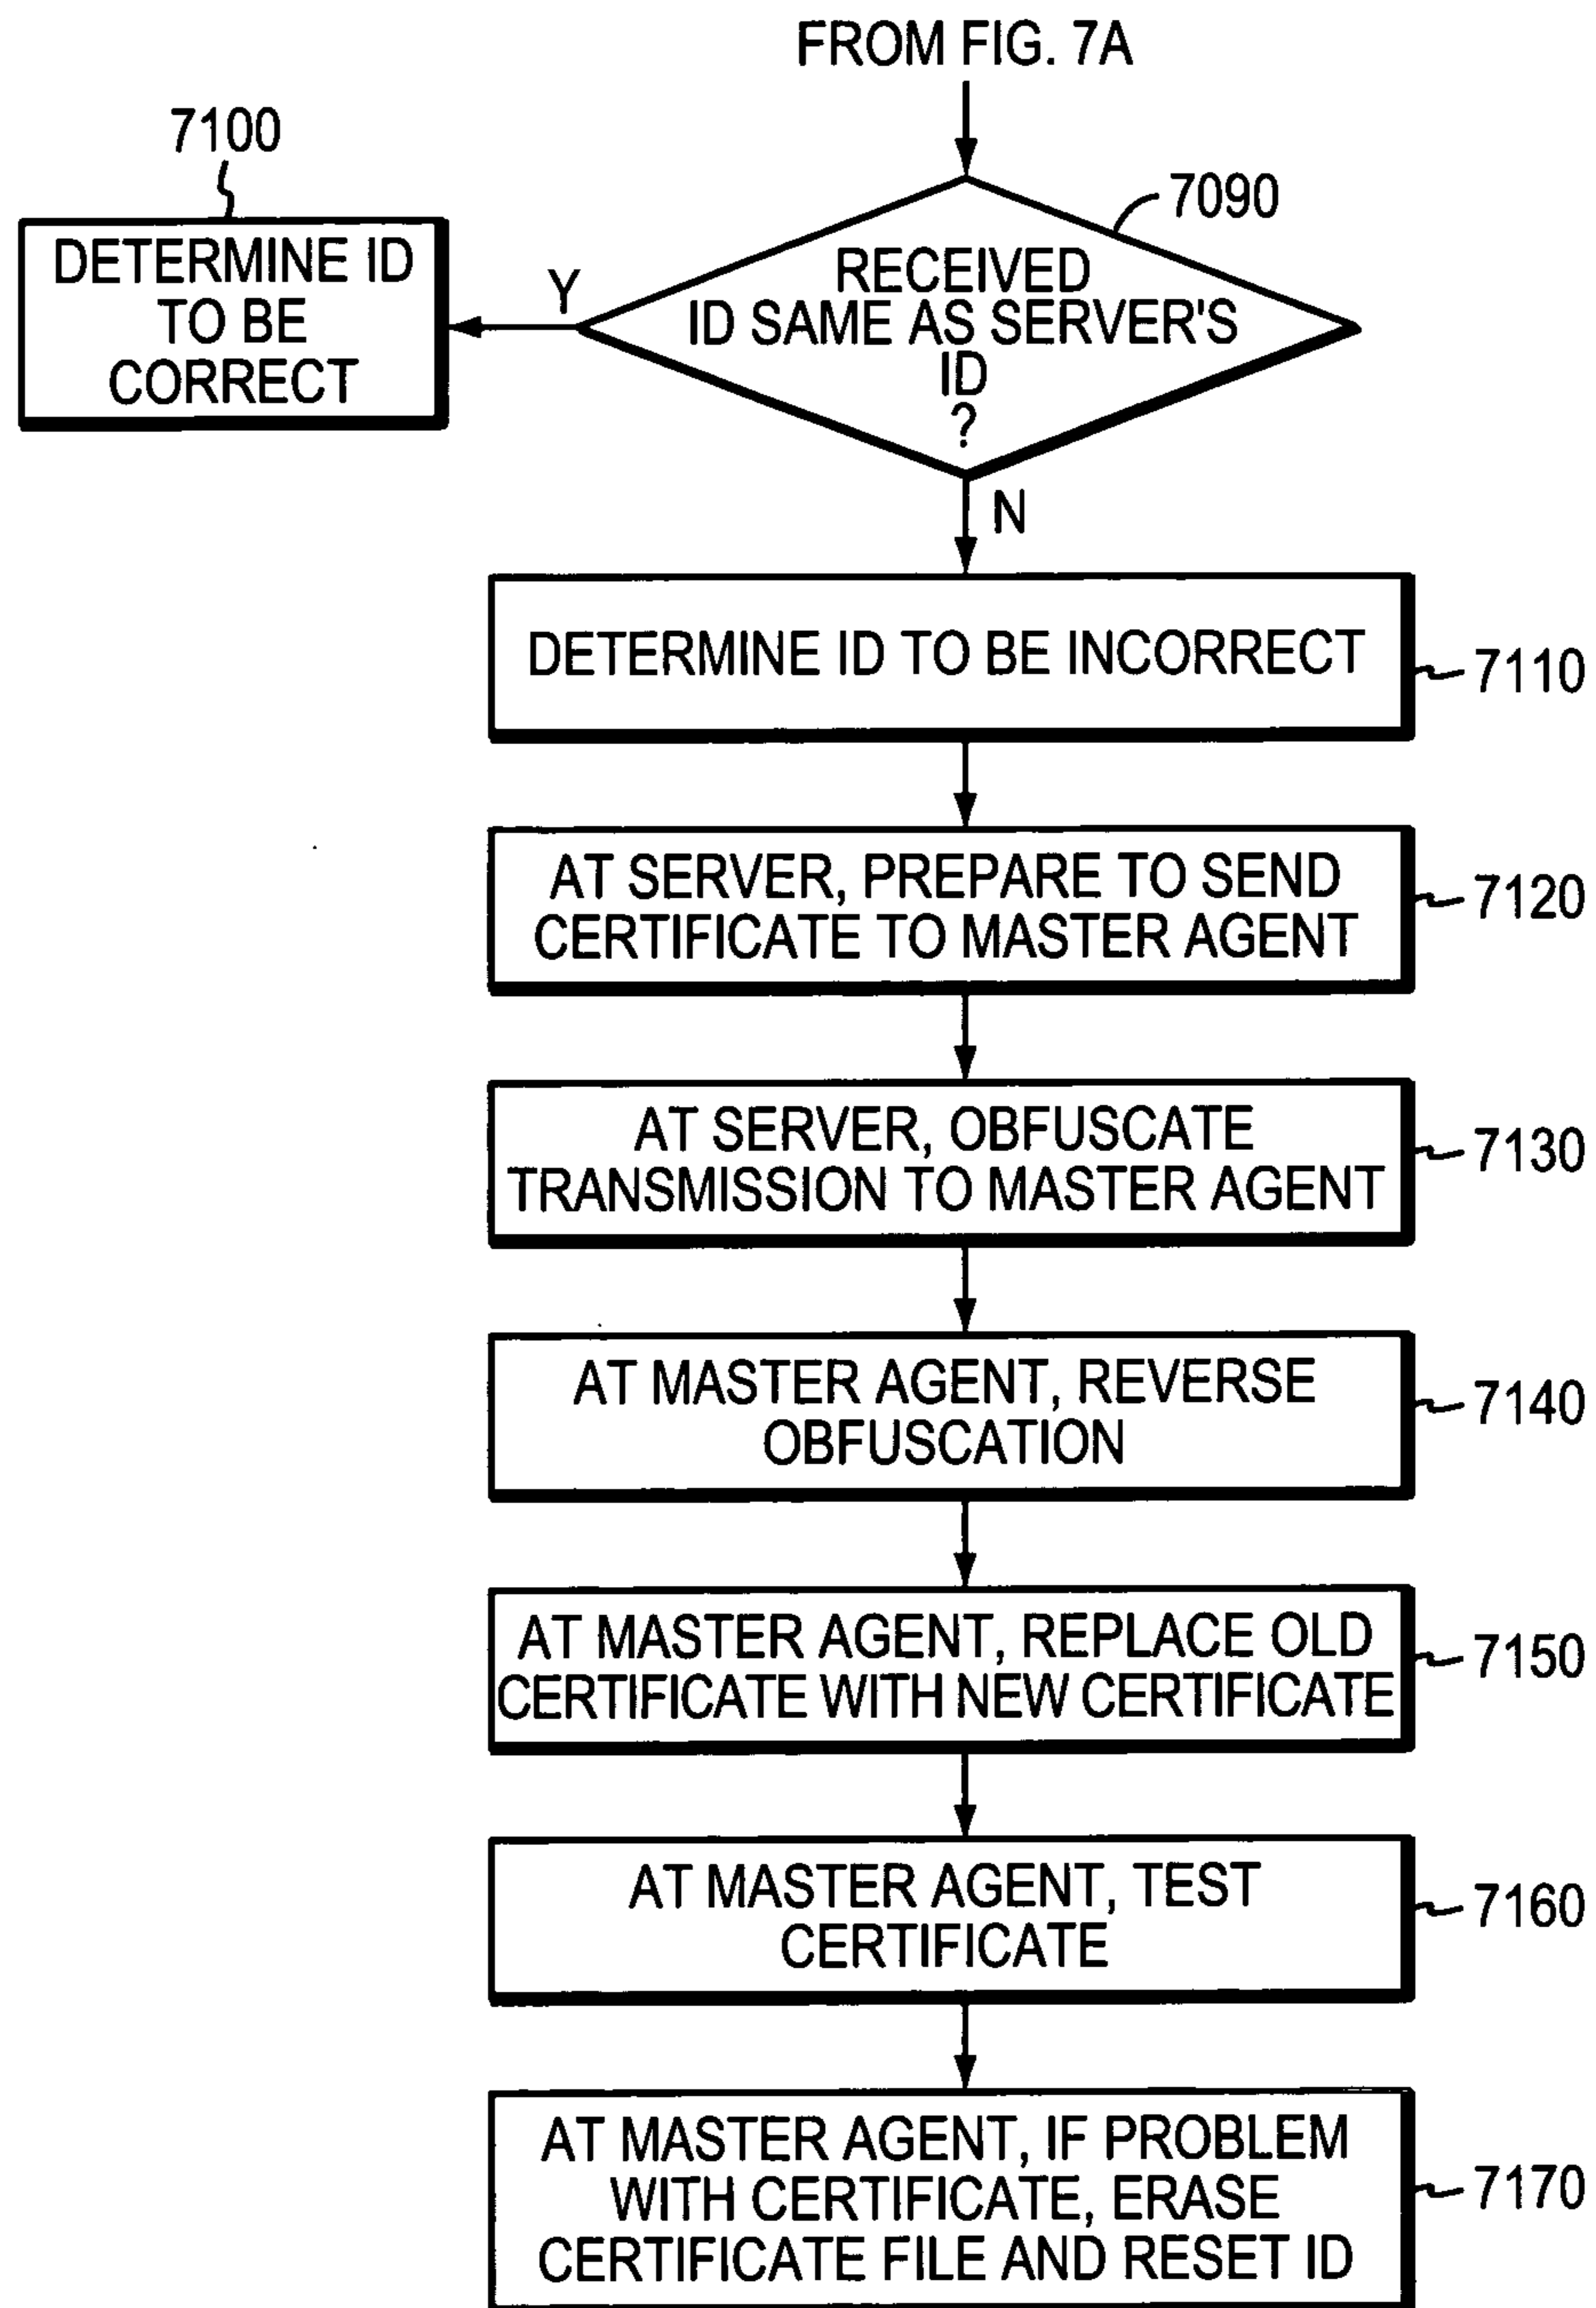 FROM FIG. 7A
7100
7090
DETERMINE ID
TO BE
CORRECT
Y
RECEIVED
ID SAME AS SERVER'S
ID
?
N
DETERMINE ID TO BE INCORRECT
7110
AT SERVER, PREPARE TO SEND
CERTIFICATE TO MASTER AGENT
7120
AT SERVER, OBFUSCATE
TRANSMISSION TO MASTER AGENT
7130
AT MASTER AGENT, REVERSE
OBFUSCATION
7140
AT MASTER AGENT, REPLACE OLD
CERTIFICATE WITH NEW CERTIFICATE
7150
AT MASTER AGENT, TEST
CERTIFICATE
7160
AT MASTER AGENT, IF PROBLEM
WITH CERTIFICATE, ERASE
CERTIFICATE FILE AND RESET ID
7170